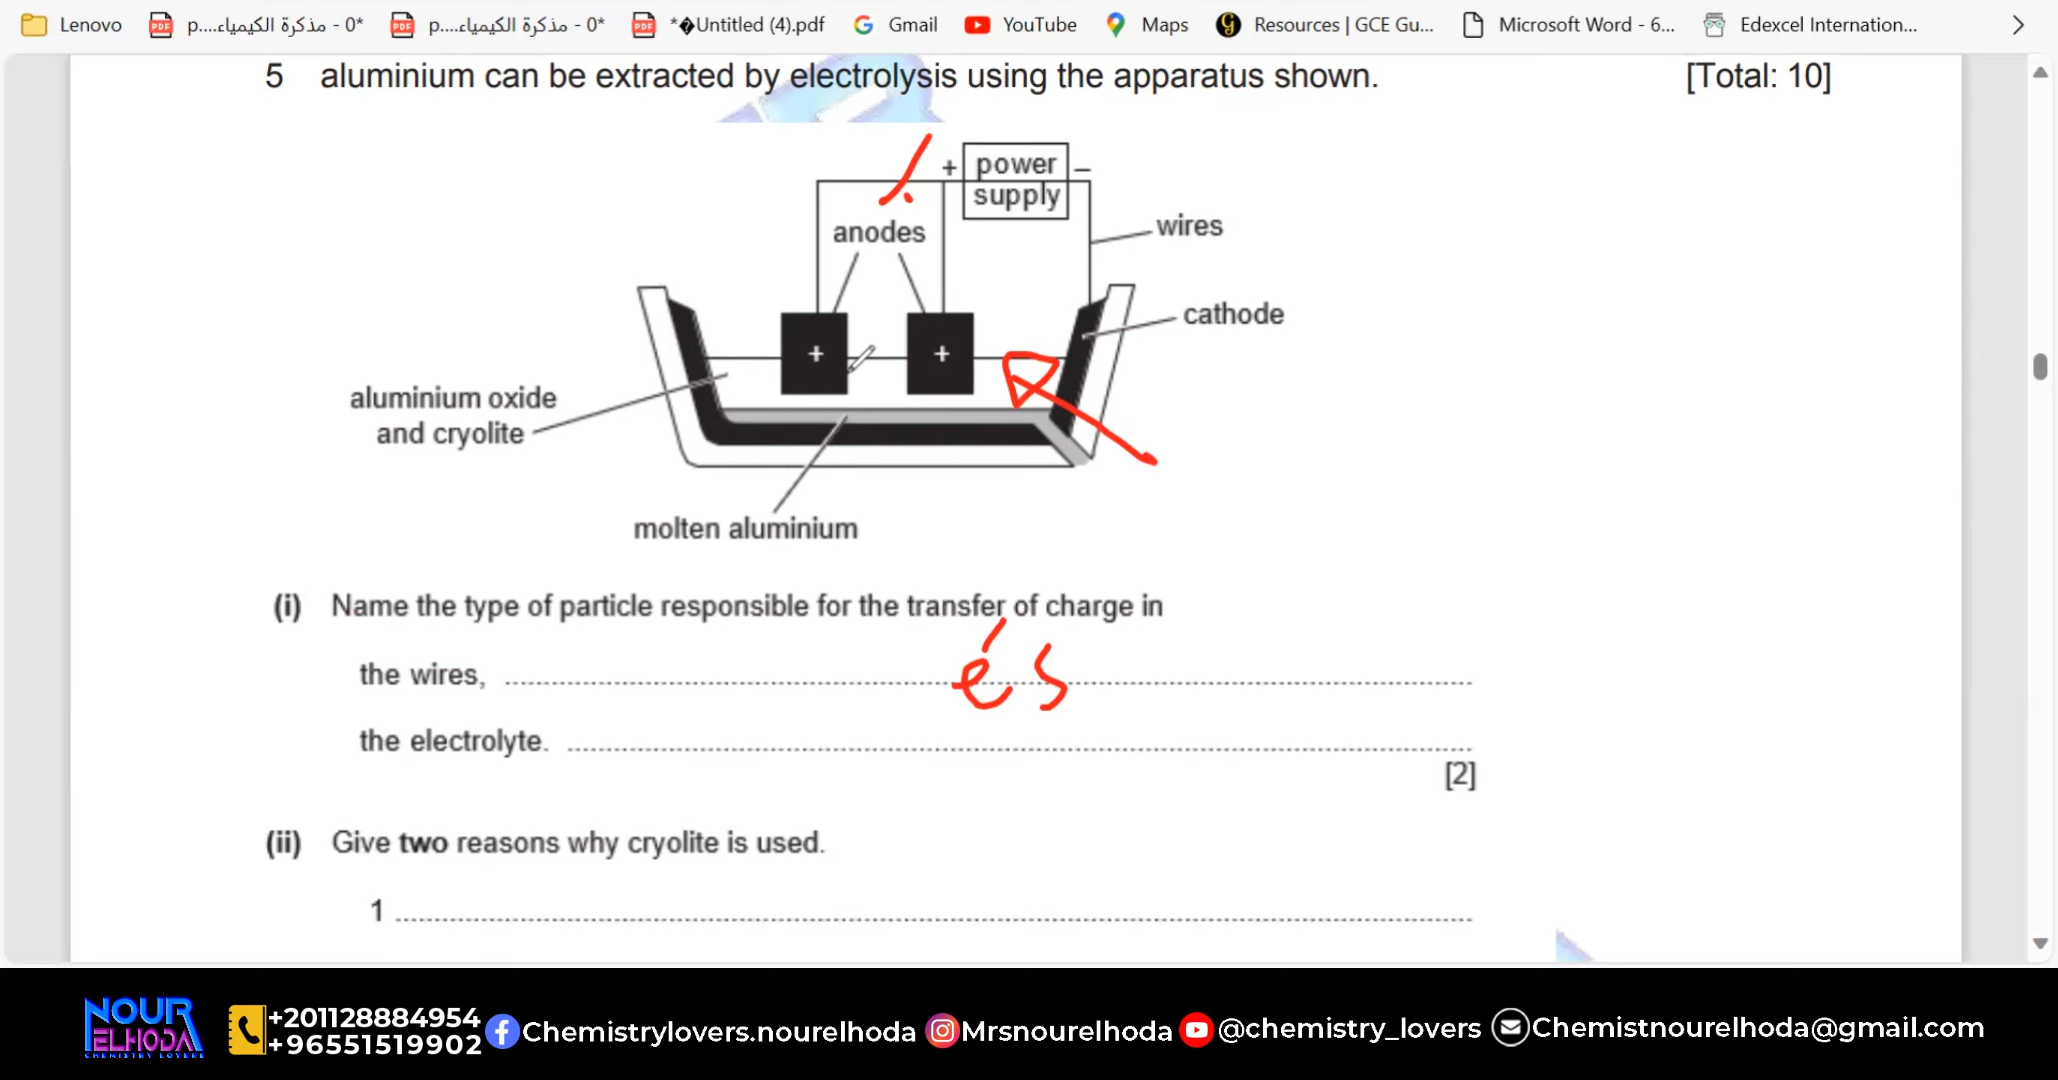 Lenovo p....مذكرة الكيمياء - 0* p....مذكرة الكيمياء - 0* *�Untitled (4).pdf Gmail YouTube Maps Resources | GCE Gu... Microsoft Word - 6... Edexcel Internation...
5 aluminium can be extracted by electrolysis using the apparatus shown. [Total: 10]
+ power supply –
anodes
wires
cathode
+ +
aluminium oxide
and cryolite
molten aluminium
(i) Name the type of particle responsible for the transfer of charge in
the wires, ........ e's
the electrolyte. ........
[2]
(ii) Give two reasons why cryolite is used.
1 ........
NOUR ELHODA CHEMISTRY LOVERS
+201128884954
+96551519902
Chemistrylovers.nourelhoda Mrsnourelhoda @chemistry_lovers Chemistnourelhoda@gmail.com